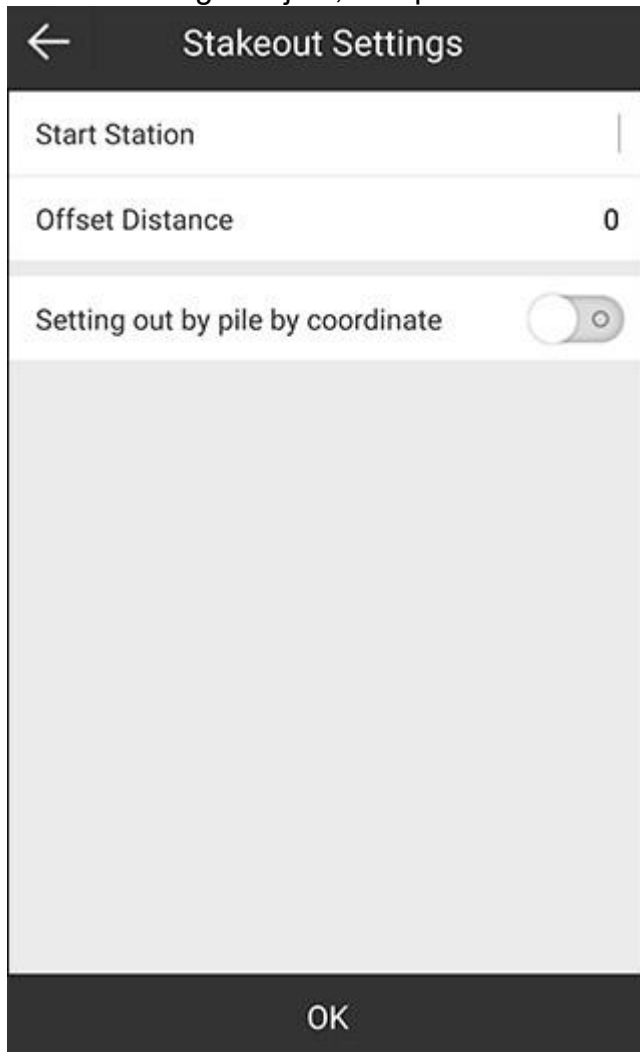 Stakeout Settings
Start Station
Offset Distance 0
Setting out by pile by coordinate
OK